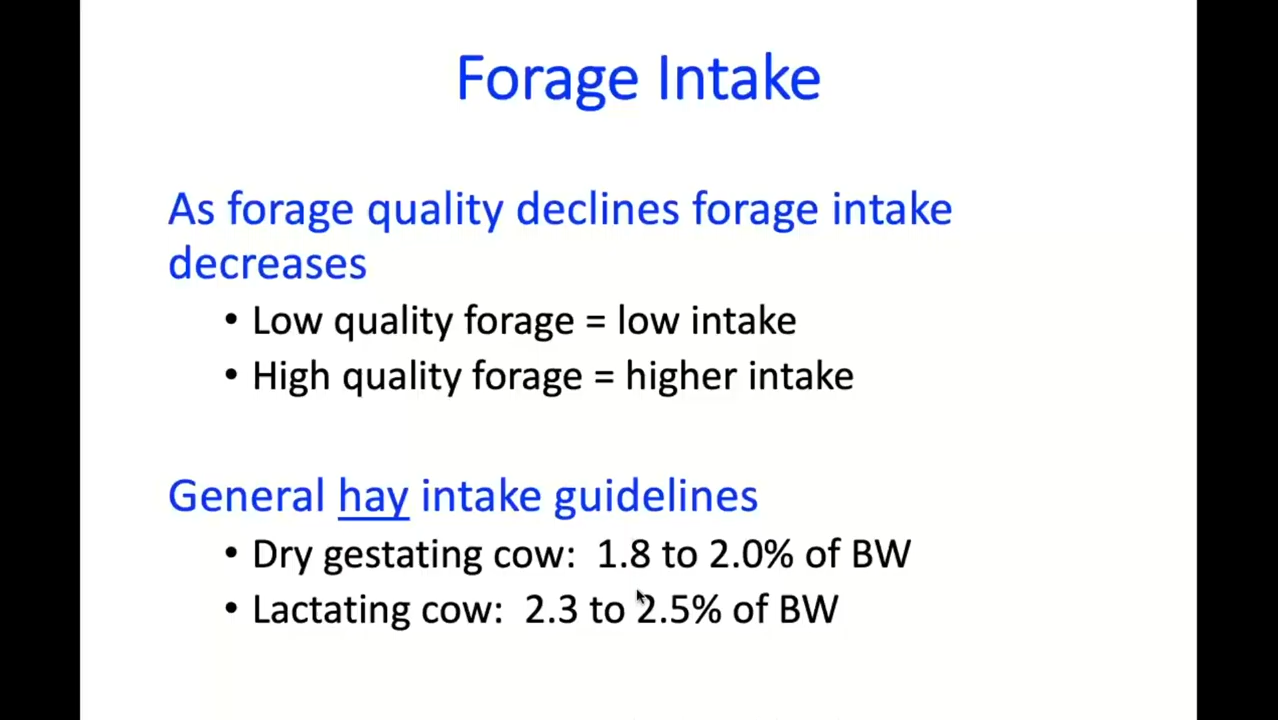 Forage Intake
As forage quality declines forage intake
decreases
• Low quality forage = low intake
• High quality forage = higher intake
General hay intake guidelines
• Dry gestating cow: 1.8 to 2.0% of BW
• Lactating cow: 2.3 to 2.5% of BW